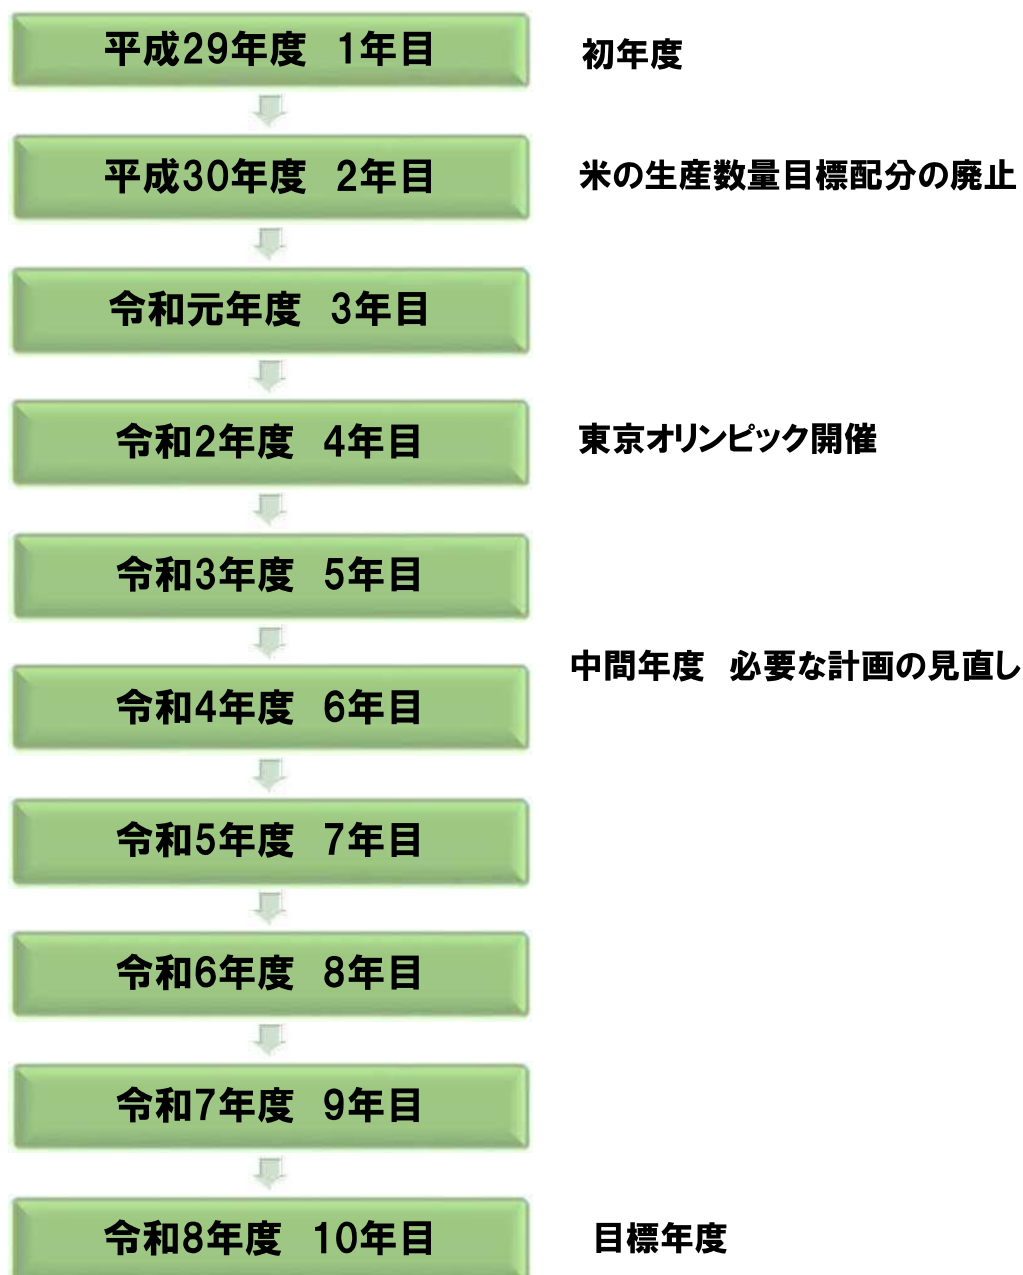 平成29年度　1年目　初年度
平成30年度　2年目　米の生産数量目標配分の廃止
令和元年度　3年目
令和2年度　4年目　東京オリンピック開催
令和3年度　5年目
中間年度　必要な計画の見直し
令和4年度　6年目
令和5年度　7年目
令和6年度　8年目
令和7年度　9年目
令和8年度　10年目　目標年度